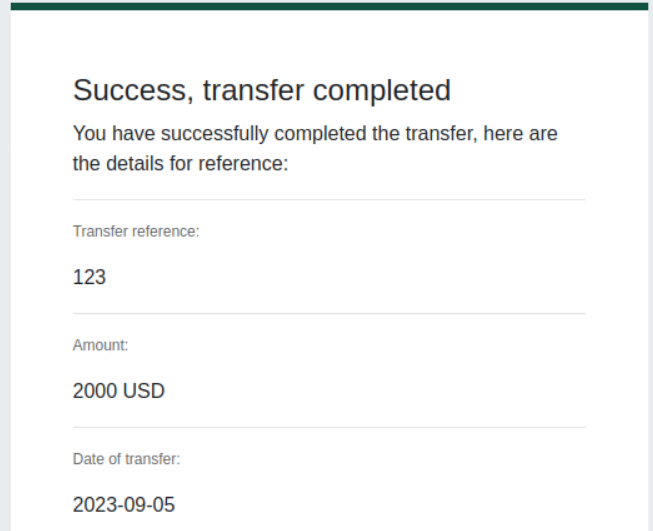 Success, transfer completed
You have successfully completed the transfer, here are
the details for reference:
Transfer reference:
123
Amount:
2000 USD
Date of transfer:
2023-09-05